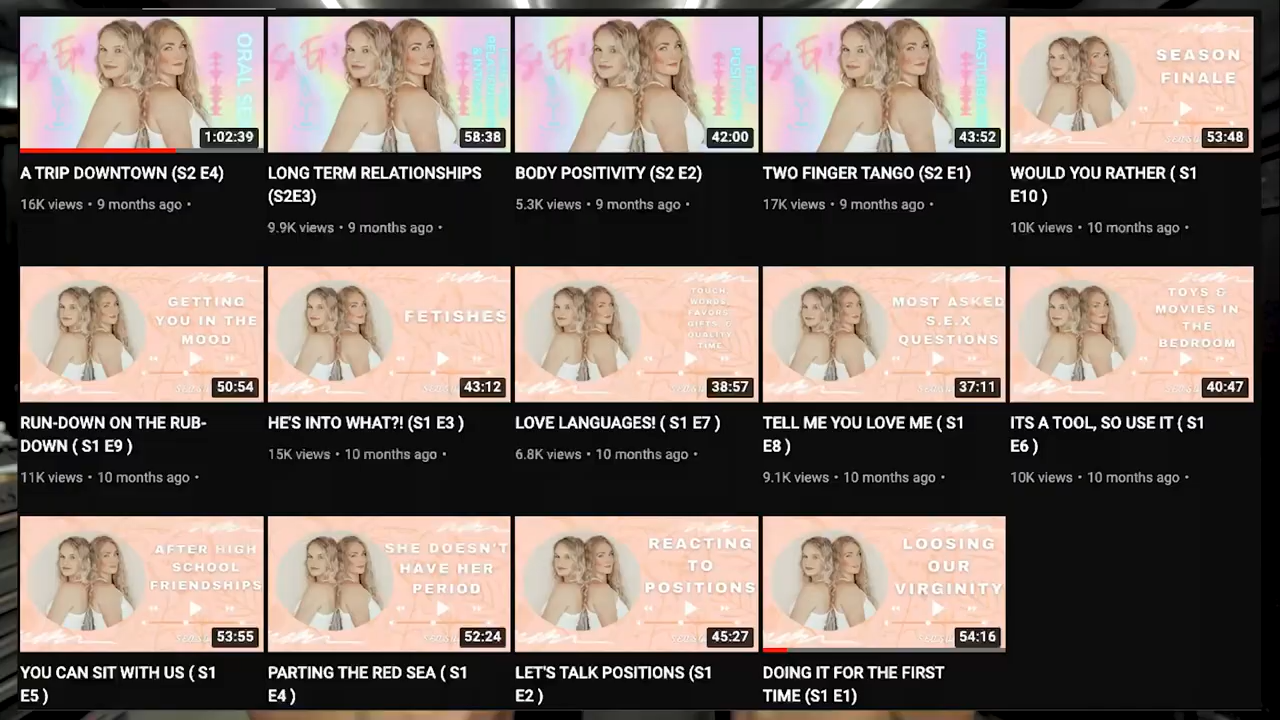 ORAL SE
1:02:39
58:38
42:00
43:52
SEASON
FINALE
53:48
A TRIP DOWNTOWN (S2 E4)
16K views • 9 months ago •
LONG TERM RELATIONSHIPS
(S2E3)
9.9K views • 9 months ago •
BODY POSITIVITY (S2 E2)
5.3K views • 9 months ago •
TWO FINGER TANGO (S2 E1)
17K views • 9 months ago •
WOULD YOU RATHER ( S1
E10 )
10K views • 10 months ago •
GETTING
YOU IN THE
MOOD
50:54
FETISHES
43:12
TOUCH,
WORDS,
FAVORS,
GIFTS &
QUALITY
TIME
38:57
MOST ASKED
S.E.X
QUESTIONS
37:11
TOYS &
MOVIES IN
THE
BEDROOM
40:47
RUN-DOWN ON THE RUB-
DOWN ( S1 E9 )
11K views • 10 months ago •
HE'S INTO WHAT?! (S1 E3 )
15K views • 10 months ago •
LOVE LANGUAGES! ( S1 E7 )
6.8K views • 10 months ago •
TELL ME YOU LOVE ME ( S1
E8 )
9.1K views • 10 months ago •
ITS A TOOL, SO USE IT ( S1
E6 )
10K views • 10 months ago •
AFTER HIGH
SCHOOL
FRIENDSHIPS
53:55
SHE DOESN'T
HAVE HER
PERIOD
52:24
REACTING
TO
POSITIONS
45:27
LOOSING
OUR
VIRGINITY
54:16
YOU CAN SIT WITH US ( S1
E5 )
PARTING THE RED SEA ( S1
E4 )
LET'S TALK POSITIONS (S1
E2 )
DOING IT FOR THE FIRST
TIME (S1 E1)